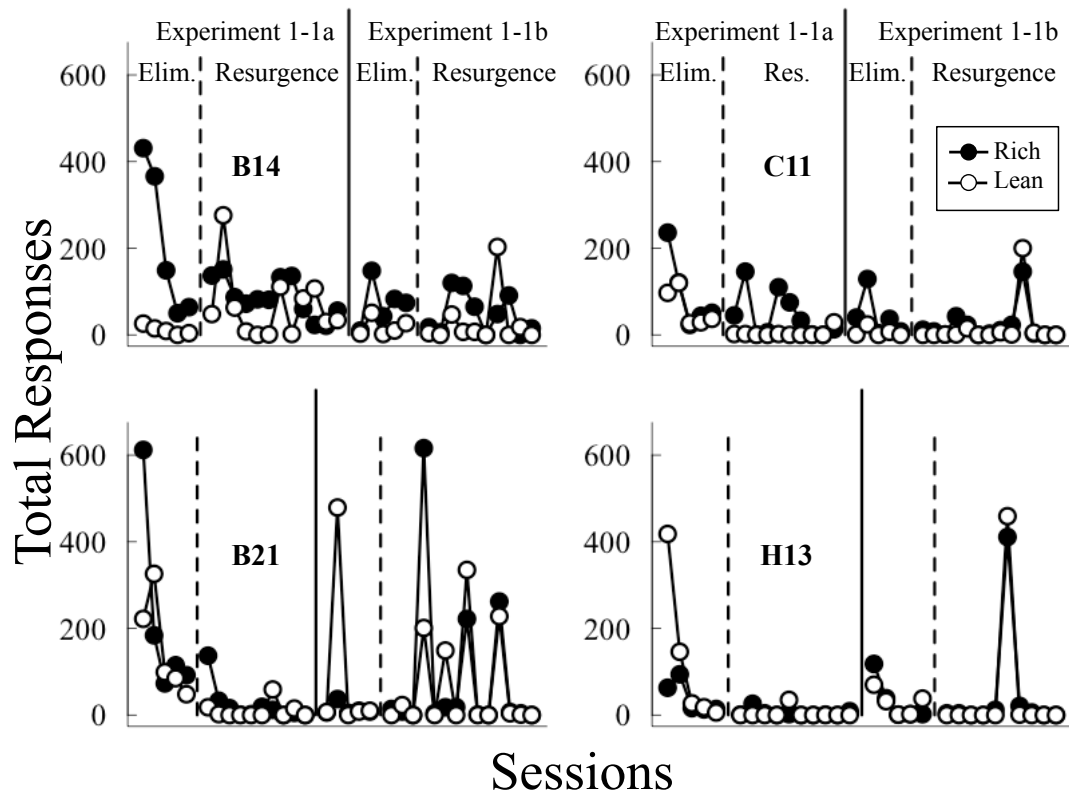 Experiment 1-1a Experiment 1-1b
Elim. Resurgence Elim. Resurgence
600
400
200
0
B14
Experiment 1-1a Experiment 1-1b
Elim. Res. Elim. Resurgence
600
400
200
0
C11
Rich
Lean
Total Responses
600
400
200
0
B21
600
400
200
0
H13
Sessions